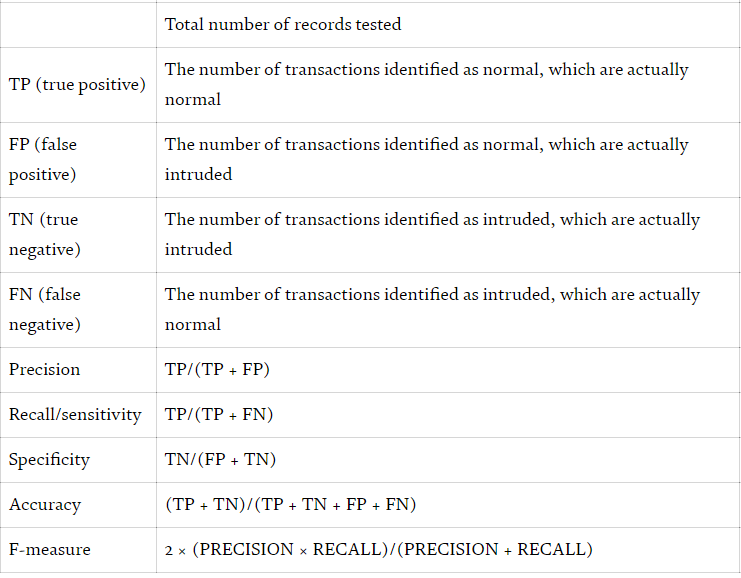 Total number of records tested
TP (true positive)
The number of transactions identified as normal, which are actually
normal
FP (false
positive)
The number of transactions identified as normal, which are actually
intruded
TN (true
negative)
The number of transactions identified as intruded, which are actually
intruded
FN (false
negative)
The number of transactions identified as intruded, which are actually
normal
Precision
TP/(TP + FP)
Recall/sensitivity
TP/(TP + FN)
Specificity
TN/(FP + TN)
Accuracy
(TP + TN)/(TP + TN + FP + FN)
F-measure
2 × (PRECISION × RECALL)/(PRECISION + RECALL)